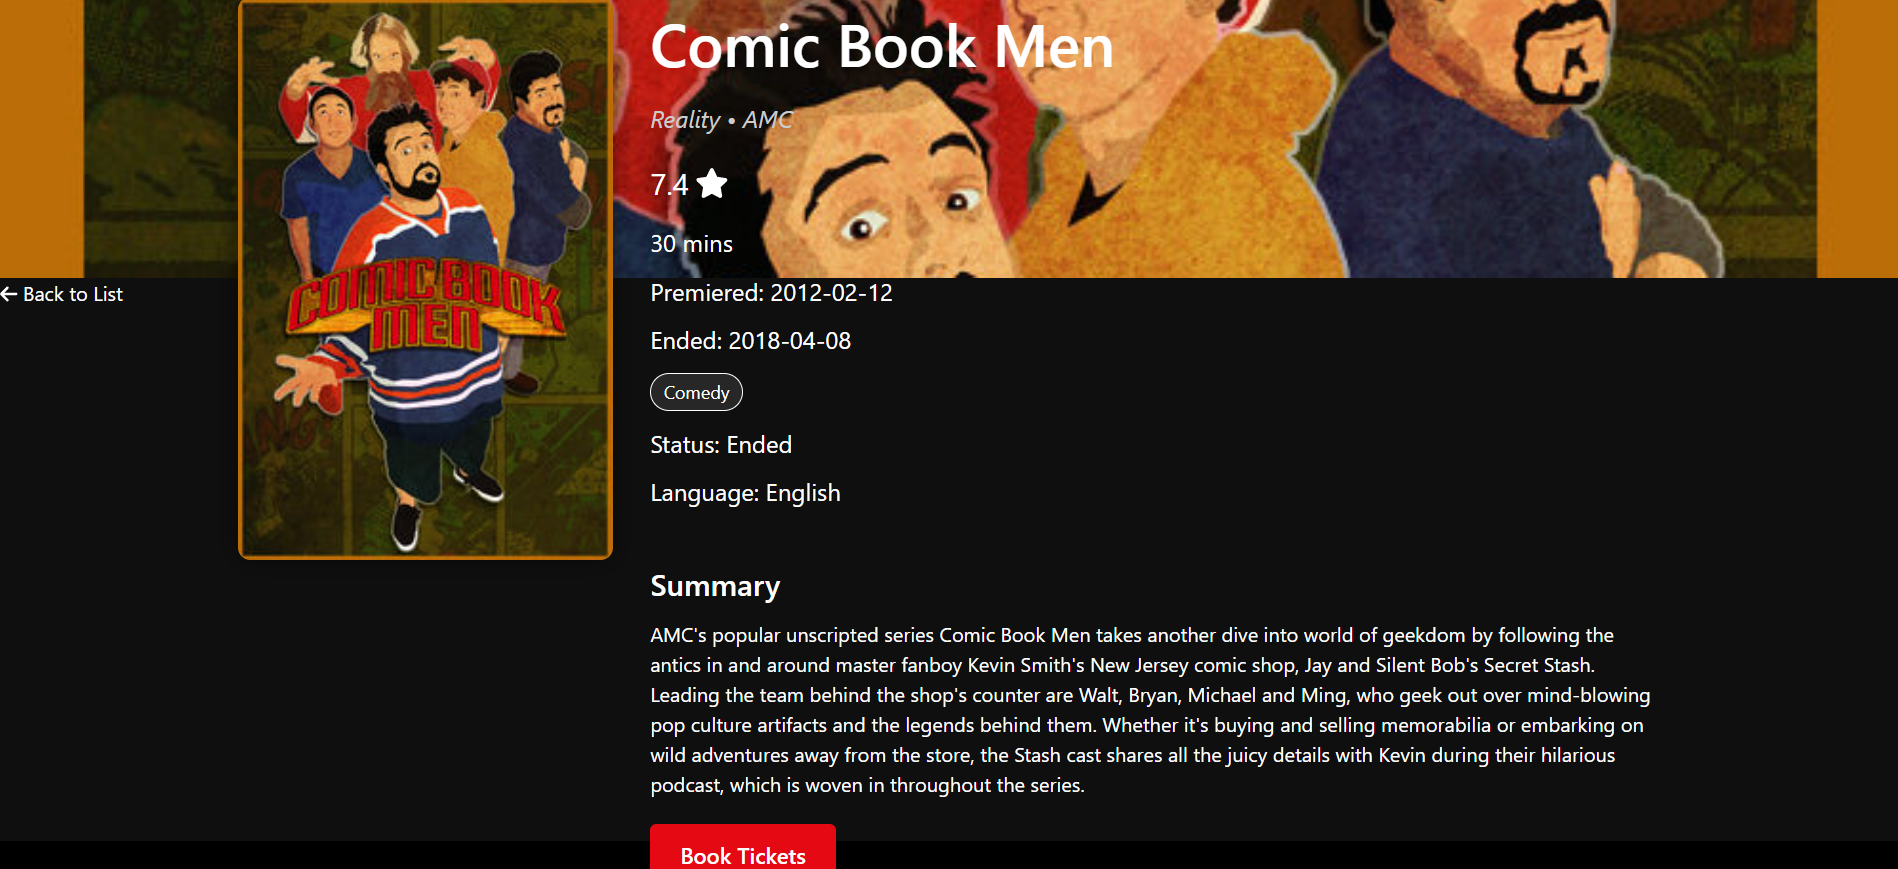 Comic Book Men
Reality • AMC
7.4
30 mins
Back to List
Premiered: 2012-02-12
COMIC BOOK
MEN
Ended: 2018-04-08
Comedy
Status: Ended
Language: English
Summary
AMC's popular unscripted series Comic Book Men takes another dive into world of geekdom by following the
antics in and around master fanboy Kevin Smith's New Jersey comic shop, Jay and Silent Bob's Secret Stash.
Leading the team behind the shop's counter are Walt, Bryan, Michael and Ming, who geek out over mind-blowing
pop culture artifacts and the legends behind them. Whether it's buying and selling memorabilia or embarking on
wild adventures away from the store, the Stash cast shares all the juicy details with Kevin during their hilarious
podcast, which is woven in throughout the series.
Book Tickets